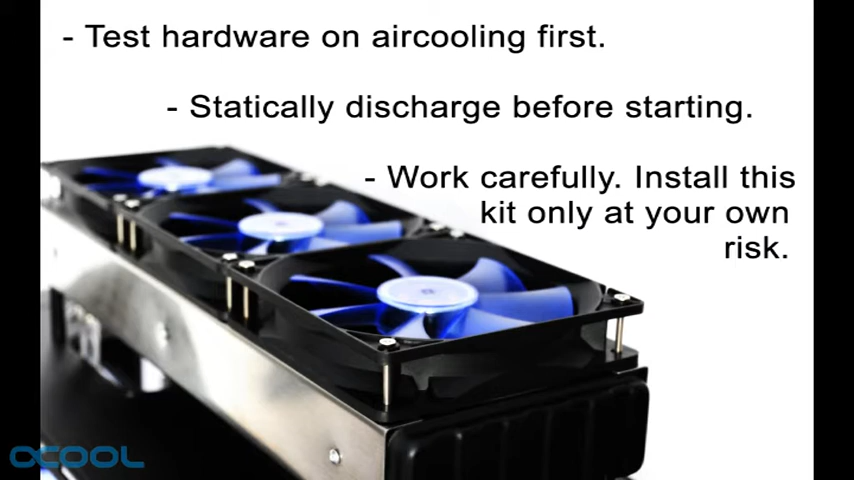 - Test hardware on aircooling first.
- Statically discharge before starting.
- Work carefully. Install this
kit only at your own
risk.
OCOOL